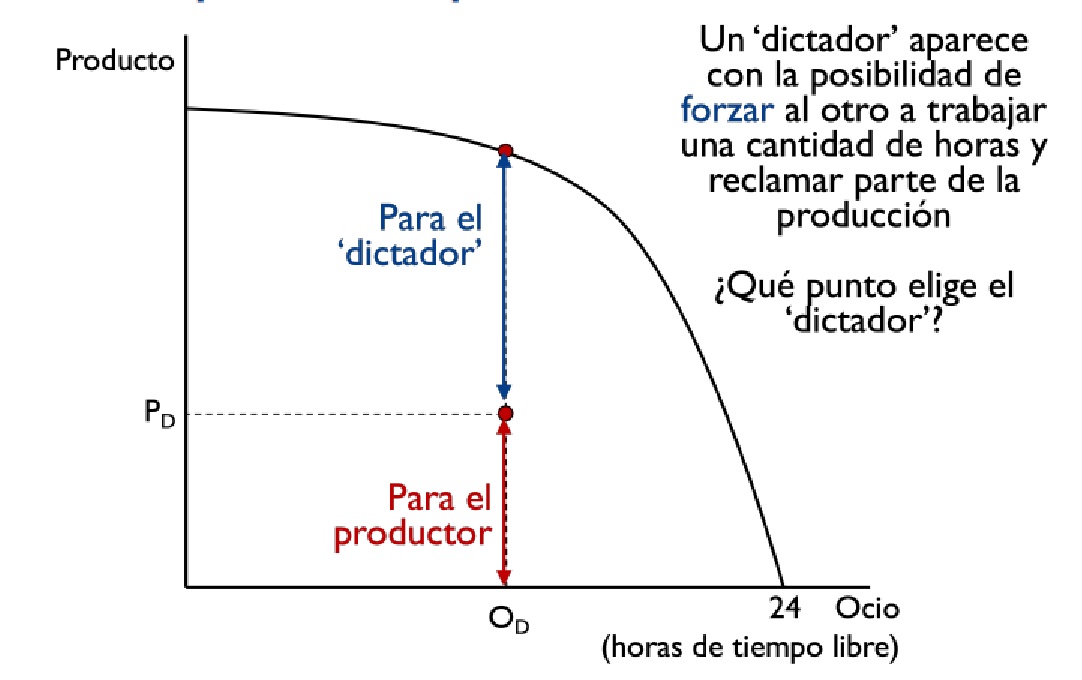 Producto
Un ‘dictador’ aparece
con la posibilidad de
forzar al otro a trabajar
una cantidad de horas y
reclamar parte de la
producción
¿Qué punto elige el
‘dictador’?
Para el
‘dictador’
P_D
Para el
productor
O_D
24
Ocio
(horas de tiempo libre)